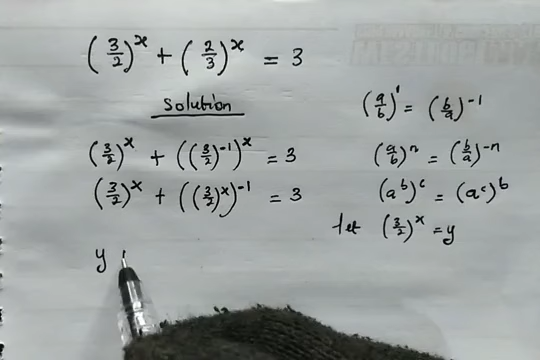 (3/2)^x + (2/3)^x = 3
Solution
(3/2)^x + ((3/2)^-1)^x = 3
(3/2)^x + ((3/2)^x)^-1 = 3
y
(a/b)^1 = (b/a)^-1
(a/b)^n = (b/a)^-n
(a^b)^c = (a^c)^b
let (3/2)^x = y